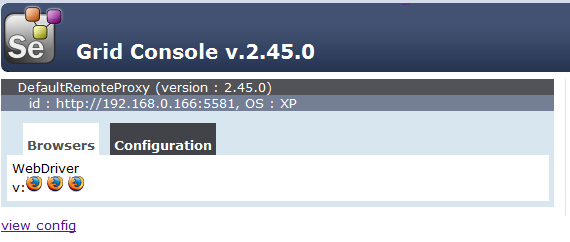 Se
Grid Console v.2.45.0
DefaultRemoteProxy (version : 2.45.0)
id : http://192.168.0.166:5581, OS : XP
Browsers Configuration
WebDriver
v:
view config